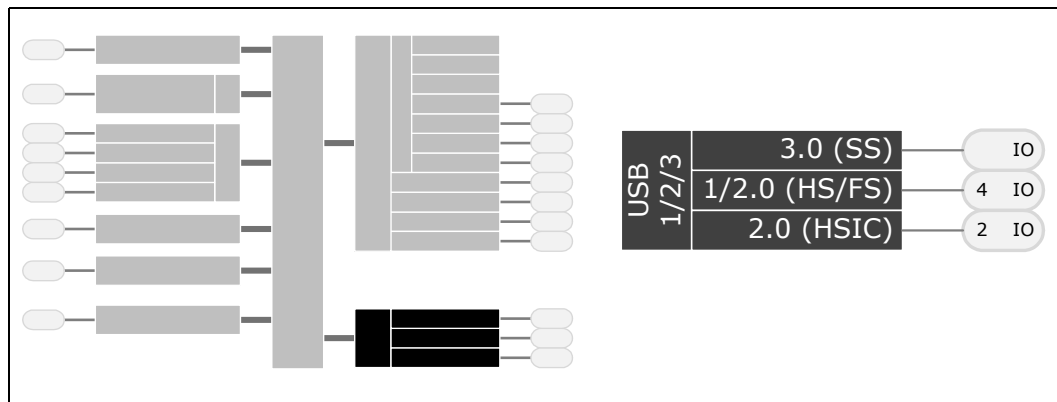 USB
1/2/3
3.0 (SS)
IO
1/2.0 (HS/FS)
4 IO
2.0 (HSIC)
2 IO